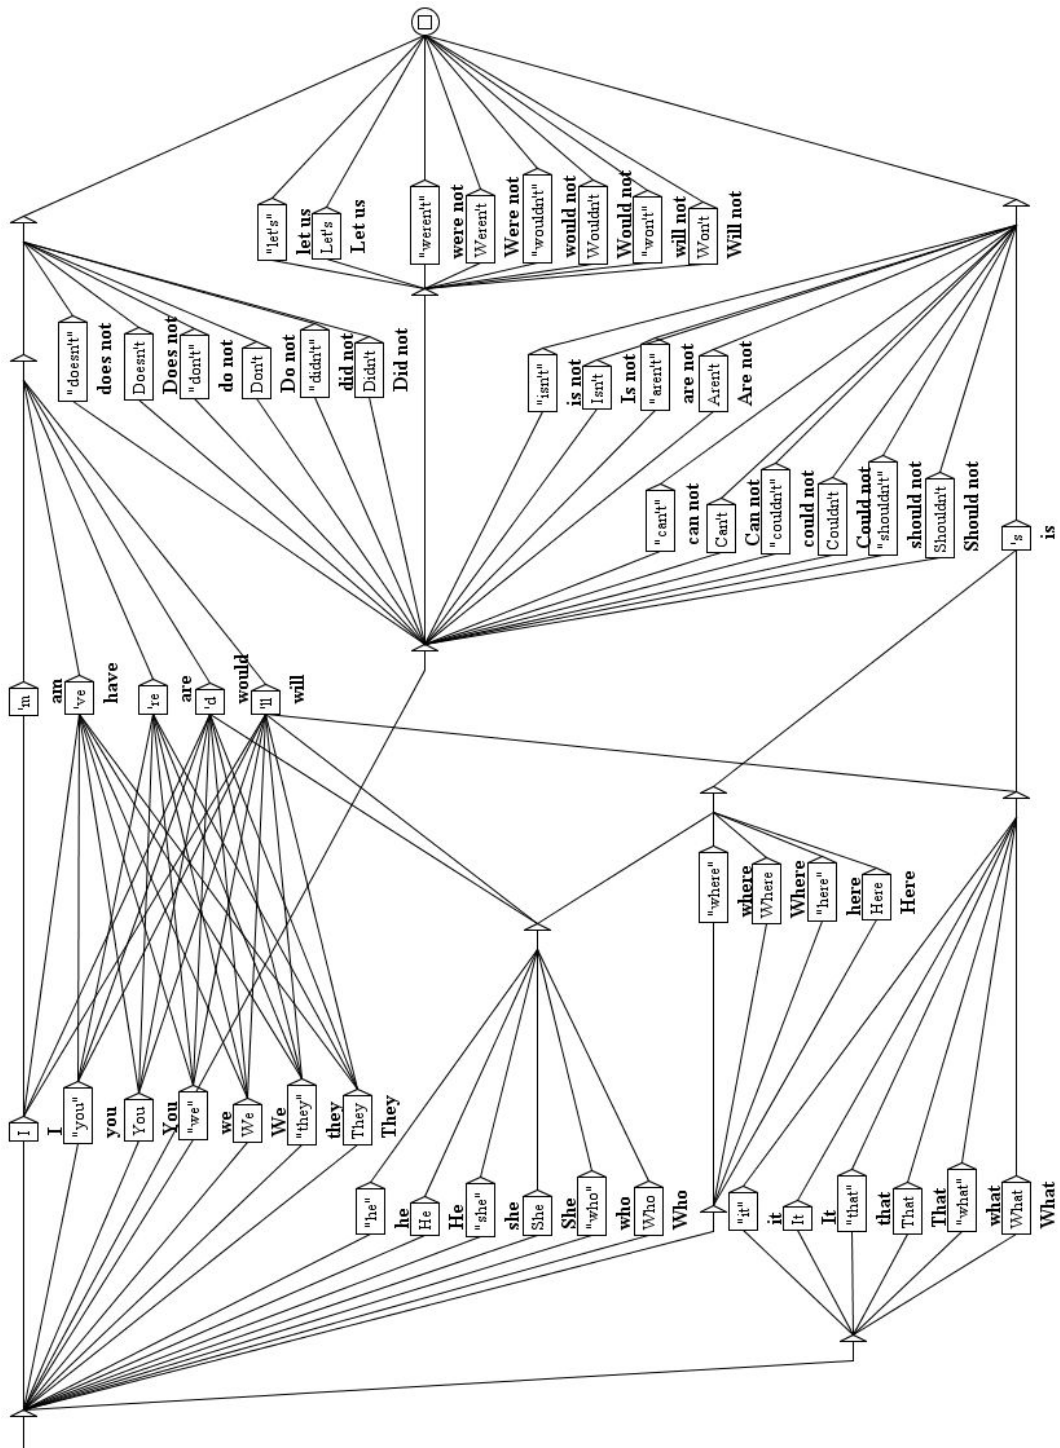 "let's"
let us
Let's
Let us
"weren't"
were not
Weren't
Were not
"wouldn't"
would not
Wouldn't
Would not
"won't"
will not
Won't
Will not
"doesn't"
does not
Doesn't
Does not
"don't"
do not
Don't
Do not
"didn't"
did not
Didn't
Did not
"isn't"
is not
Isn't
Is not
"aren't"
are not
Aren't
Are not
"can't"
can not
Can't
Can not
"couldn't"
could not
Couldn't
Could not
"shouldn't"
should not
Shouldn't
Should not
's
is
'm
am
've
have
're
are
'd
would
'll
will
"where"
where
Where
Where
"here"
here
Here
Here
I
I
"you"
you
You
You
"we"
we
We
We
"they"
they
They
They
"he"
he
He
He
"she"
she
She
She
"who"
who
Who
Who
"it"
it
It
It
"that"
that
That
That
"what"
what
What
What